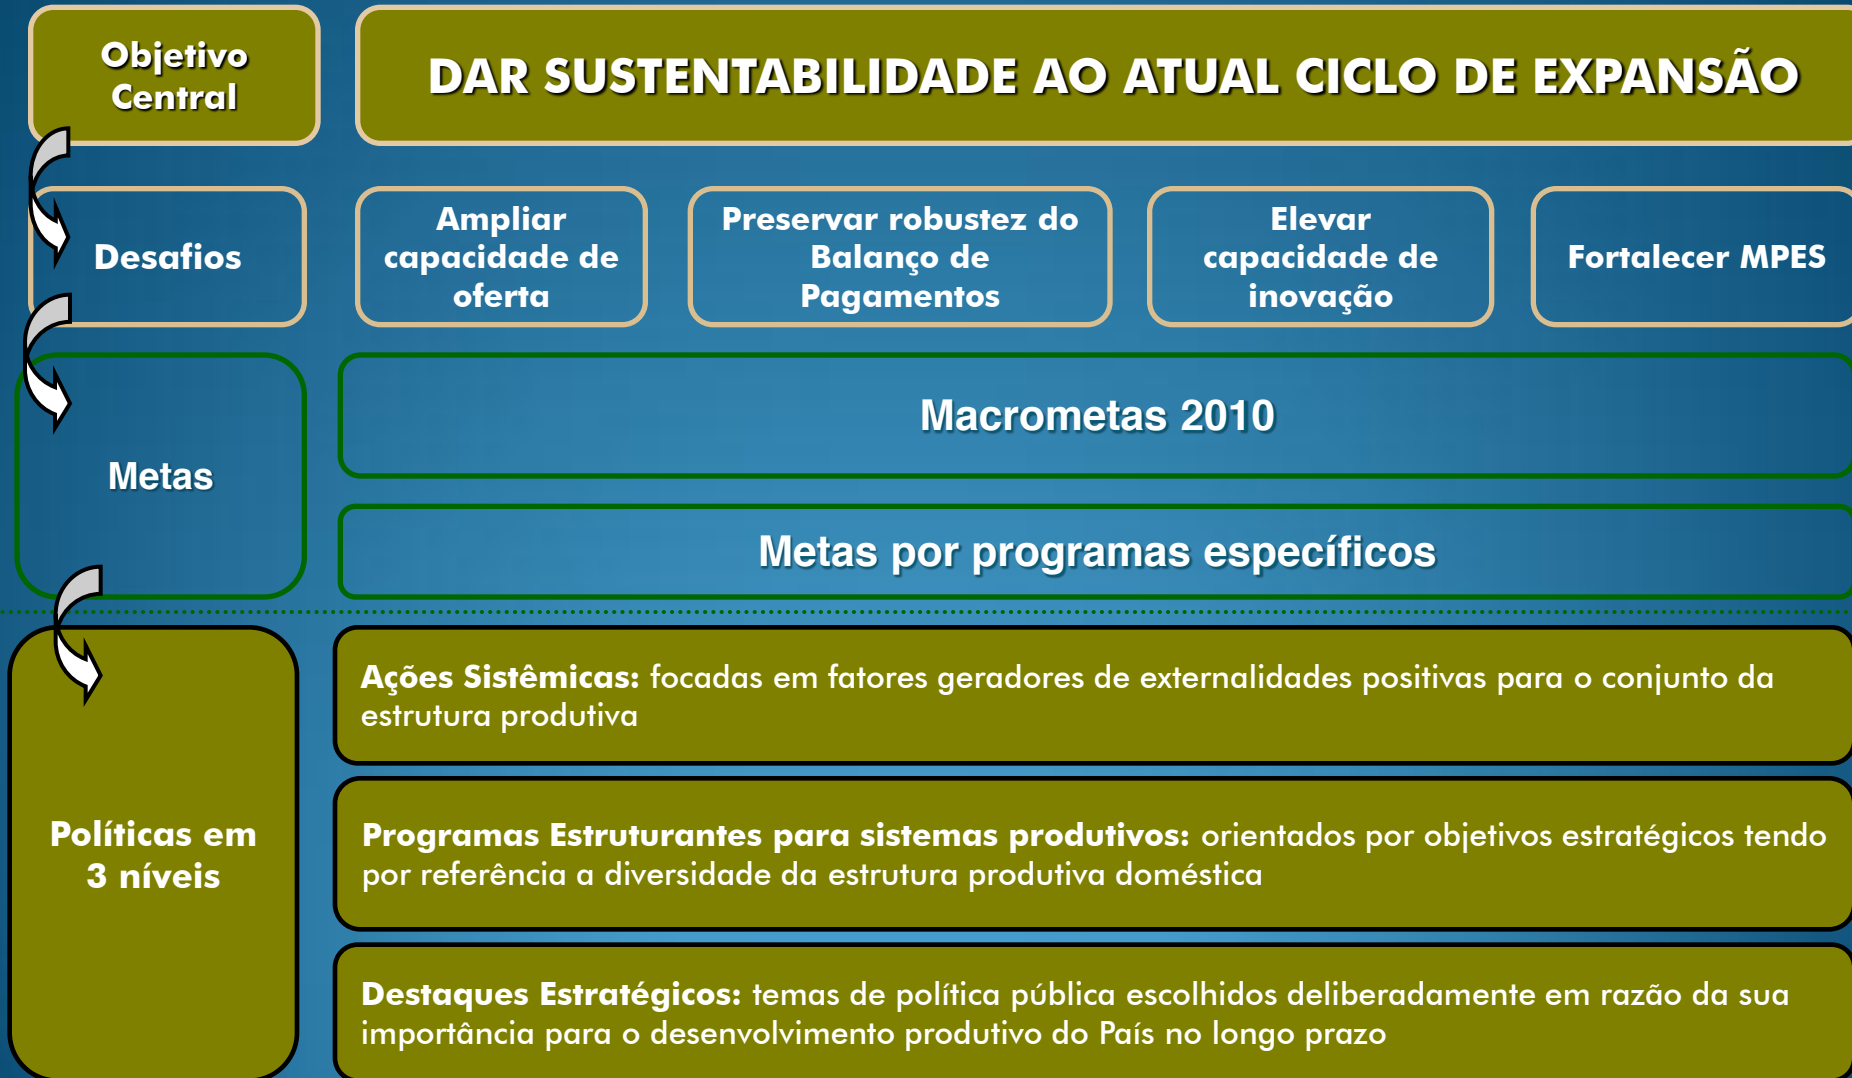 Objetivo
Central
DAR SUSTENTABILIDADE AO ATUAL CICLO DE EXPANSÃO
Desafios
Ampliar
capacidade de
oferta
Preservar robustez do
Balanço de
Pagamentos
Elevar
capacidade de
inovação
Fortalecer MPES
Metas
Macrometas 2010
Metas por programas específicos
Políticas em
3 níveis
Ações Sistêmicas: focadas em fatores geradores de externalidades positivas para o conjunto da
estrutura produtiva
Programas Estruturantes para sistemas produtivos: orientados por objetivos estratégicos tendo
por referência a diversidade da estrutura produtiva doméstica
Destaques Estratégicos: temas de política pública escolhidos deliberadamente em razão da sua
importância para o desenvolvimento produtivo do País no longo prazo